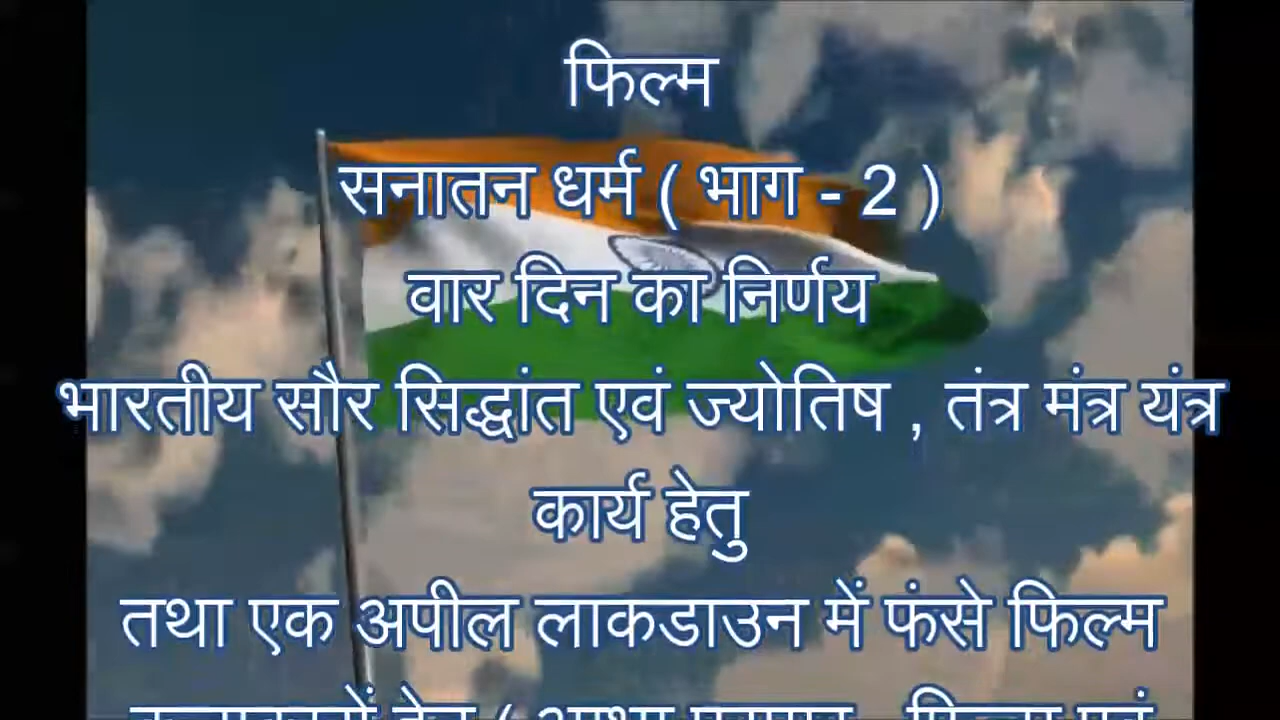 फिल्म
सनातन धर्म ( भाग - 2 )
वार दिन का निर्णय
भारतीय सौर सिद्धांत एवं ज्योतिष , तंत्र मंत्र यंत्र
कार्य हेतु
तथा एक अपील लाकडाउन में फंसे फिल्म